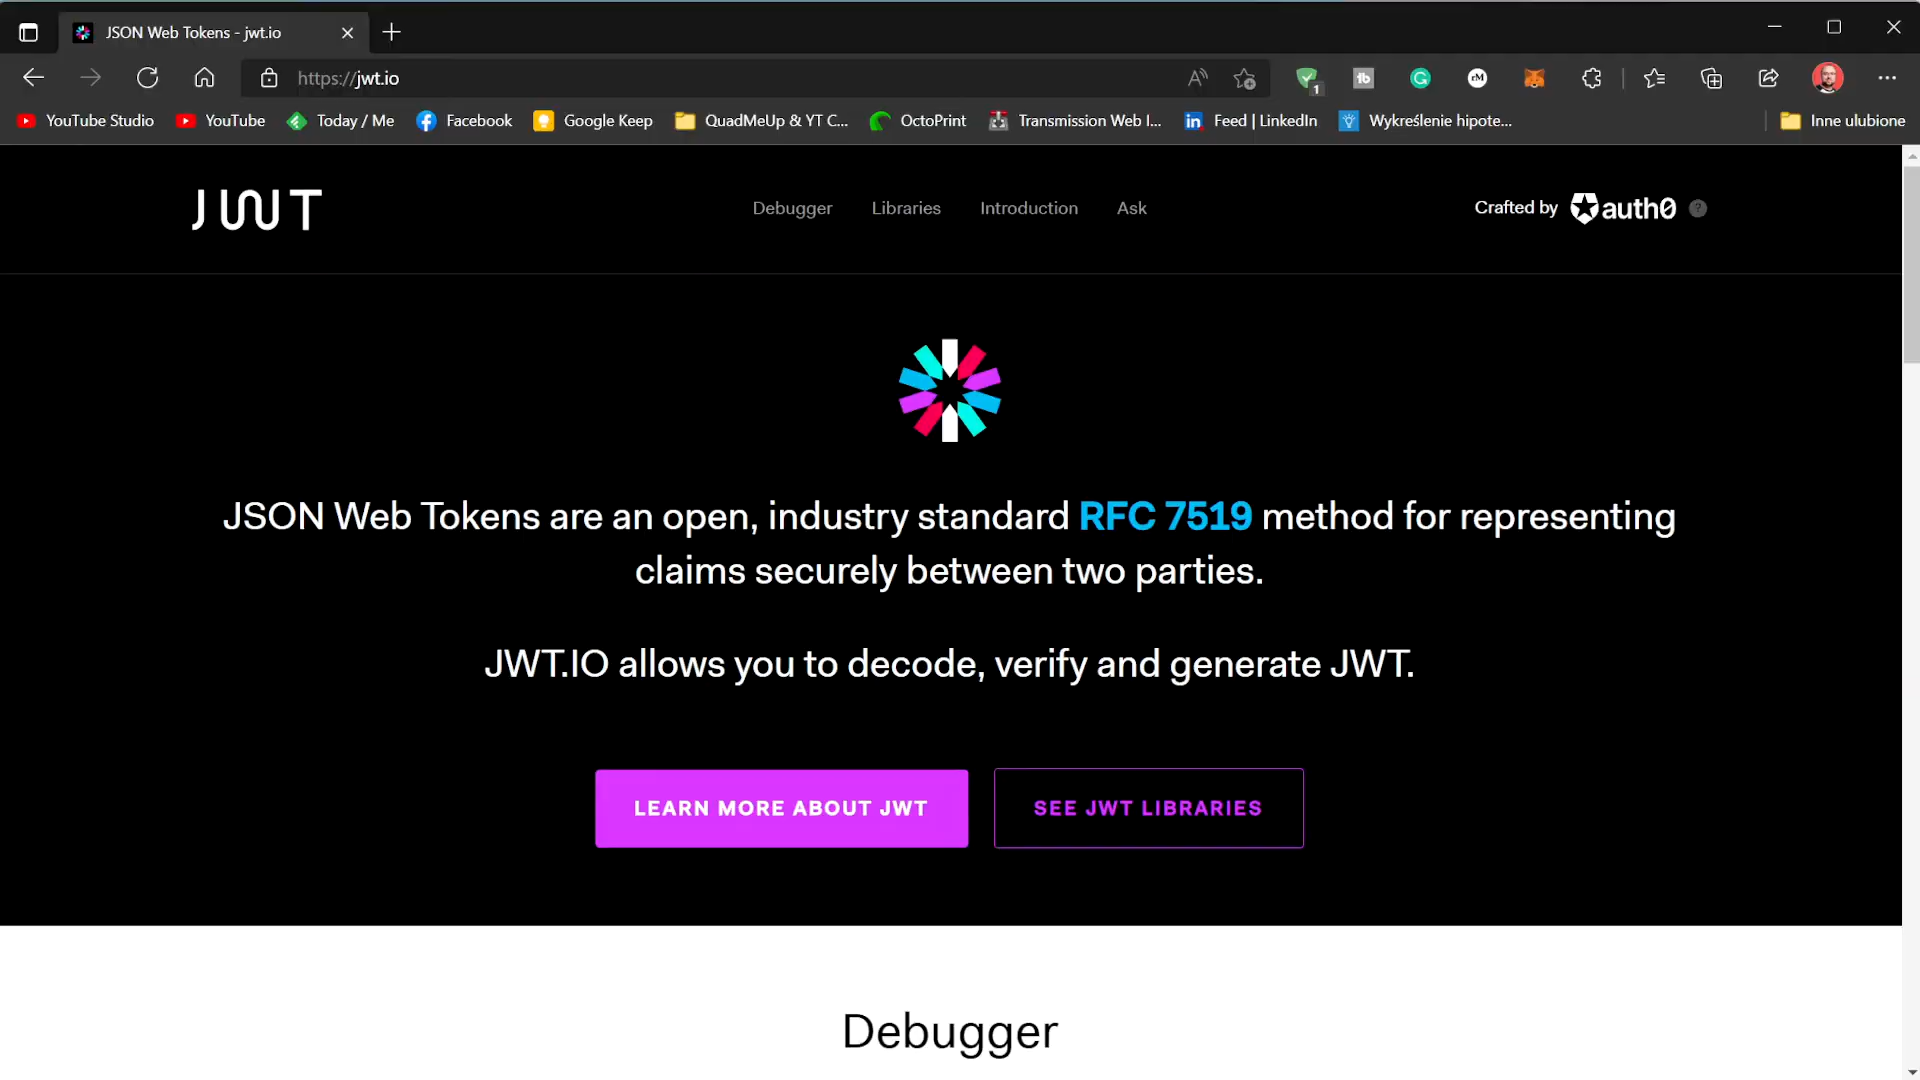 JSON Web Tokens - jwt.io
https://jwt.io
1
tb
G
rM
YouTube Studio
YouTube
Today / Me
Facebook
Google Keep
QuadMeUp & YT C...
OctoPrint
Transmission Web I...
Feed | LinkedIn
Wykreślenie hipote...
Inne ulubione
JWT
Debugger
Libraries
Introduction
Ask
Crafted by auth0 ?
JSON Web Tokens are an open, industry standard RFC 7519 method for representing
claims securely between two parties.
JWT.IO allows you to decode, verify and generate JWT.
LEARN MORE ABOUT JWT
SEE JWT LIBRARIES
Debugger